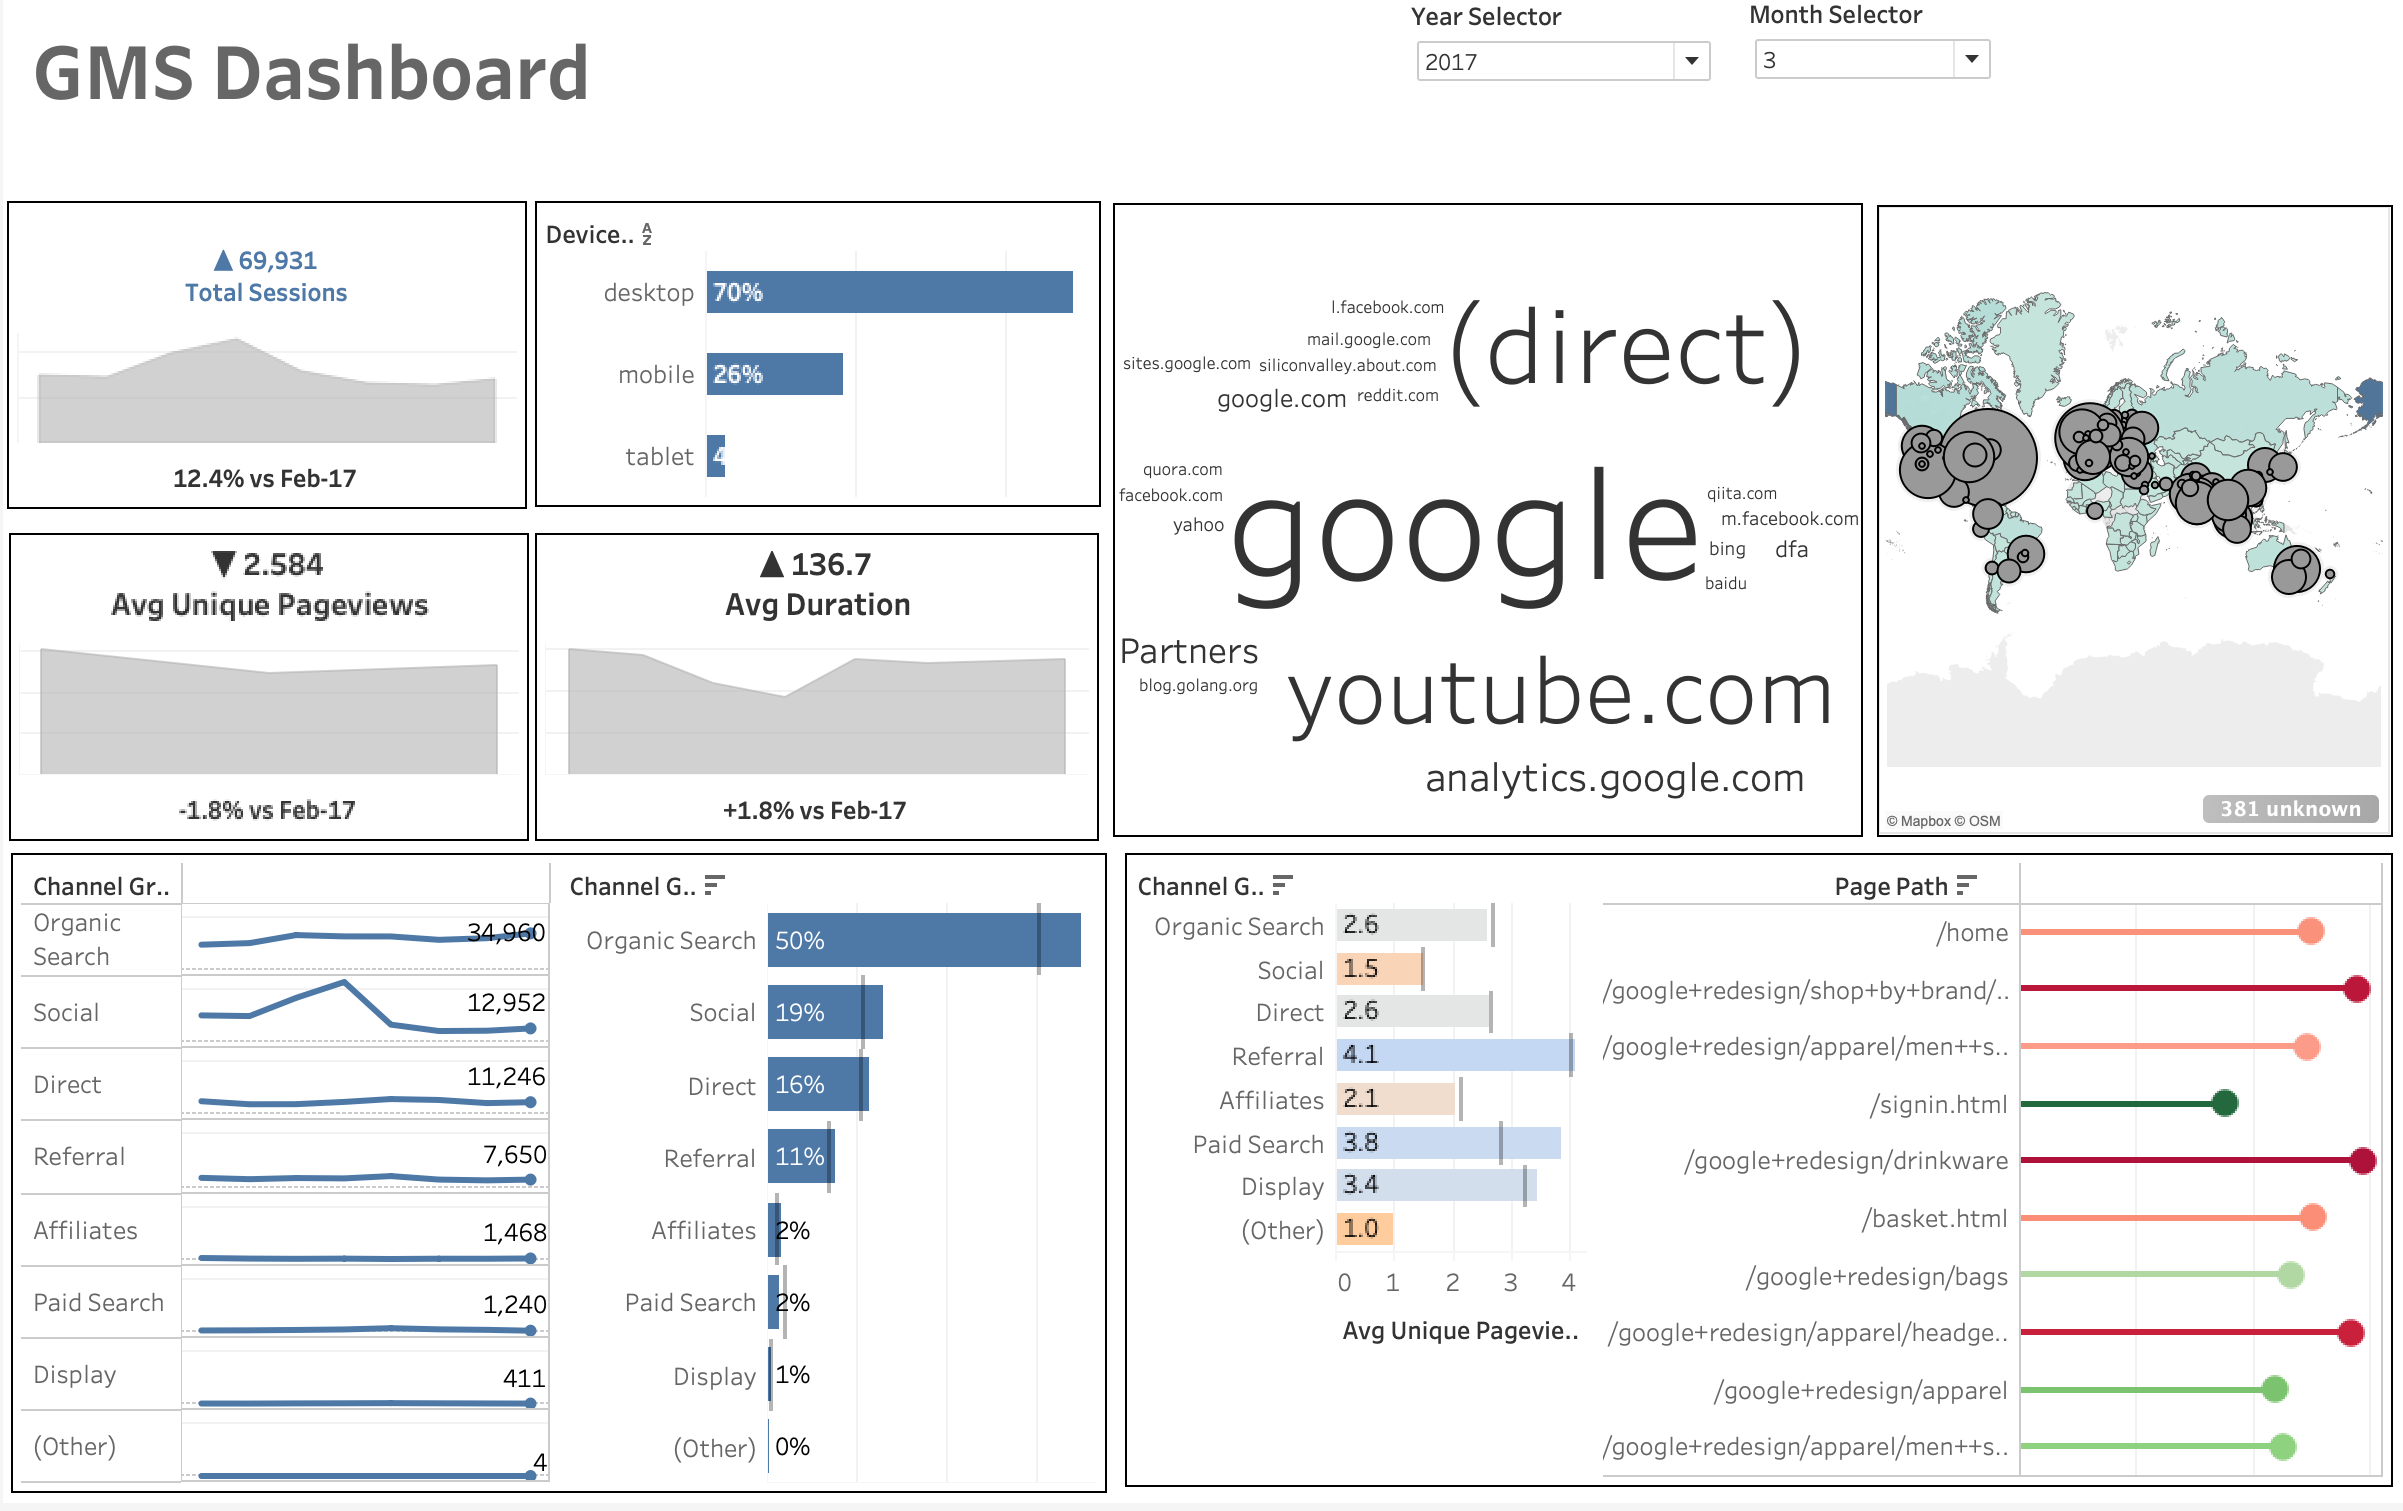 GMS Dashboard
Year Selector
2017
Month Selector
3
▲ 69,931
Total Sessions
12.4% vs Feb-17
Device..
desktop
70%
mobile
26%
tablet
4
▼ 2.584
Avg Unique Pageviews
-1.8% vs Feb-17
▲ 136.7
Avg Duration
+1.8% vs Feb-17
l.facebook.com
(direct)
mail.google.com
sites.google.com
siliconvalley.about.com
google.com
reddit.com
quora.com
facebook.com
yahoo
google
qiita.com
m.facebook.com
bing
dfa
baidu
Partners
blog.golang.org
youtube.com
analytics.google.com
© Mapbox © OSM
381 unknown
Channel Gr..
Organic
Search
34,960
Social
12,952
Direct
11,246
Referral
7,650
Affiliates
1,468
Paid Search
1,240
Display
411
(Other)
4
Channel G..
Organic Search
50%
Social
19%
Direct
16%
Referral
11%
Affiliates
2%
Paid Search
2%
Display
1%
(Other)
0%
Channel G..
Organic Search
2.6
Social
1.5
Direct
2.6
Referral
4.1
Affiliates
2.1
Paid Search
3.8
Display
3.4
(Other)
1.0
0 1 2 3 4
Avg Unique Pagevie..
Page Path
/home
/google+redesign/shop+by+brand/..
/google+redesign/apparel/men++s..
/signin.html
/google+redesign/drinkware
/basket.html
/google+redesign/bags
/google+redesign/apparel/headge..
/google+redesign/apparel
/google+redesign/apparel/men++s..